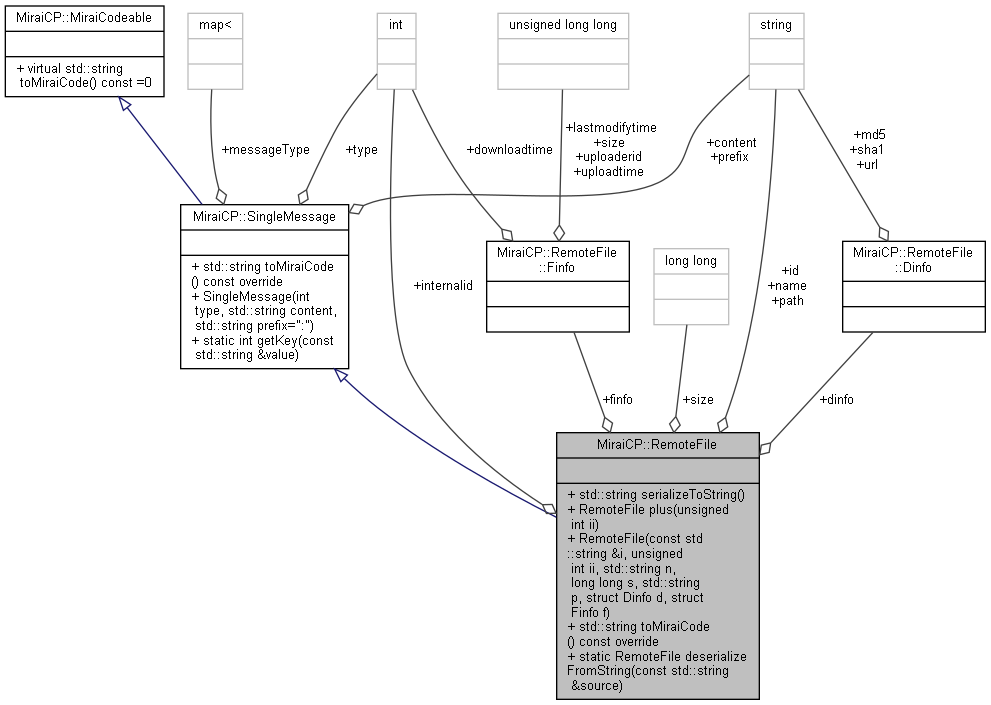 MiraiCP::MiraiCodeable
+ virtual std::string
toMiraiCode() const =0
map<
int
unsigned long long
string
+messageType
+type
+downloadtime
+lastmodifytime
+size
+uploaderid
+uploadtime
+content
+prefix
+md5
+sha1
+url
MiraiCP::SingleMessage
+ std::string toMiraiCode
() const override
+ SingleMessage(int
type, std::string content,
std::string prefix=":")
+ static int getKey(const
std::string &value)
+internalid
MiraiCP::RemoteFile
::Finfo
long long
+id
+name
+path
MiraiCP::RemoteFile
::Dinfo
+finfo
+size
+dinfo
MiraiCP::RemoteFile
+ std::string serializeToString()
+ RemoteFile plus(unsigned
int ii)
+ RemoteFile(const std
::string &i, unsigned
int ii, std::string n,
long long s, std::string
p, struct Dinfo d, struct
Finfo f)
+ std::string toMiraiCode
() const override
+ static RemoteFile deserialize
FromString(const std::string
&source)